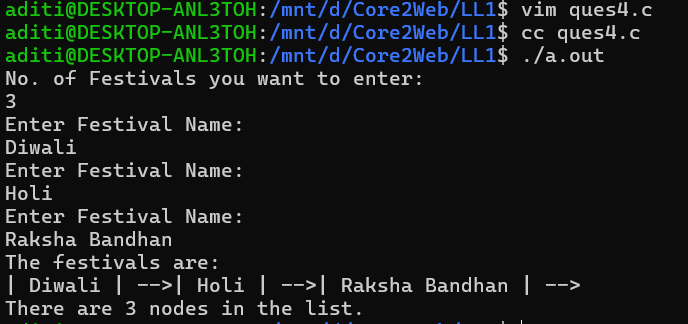 aditi@DESKTOP-ANL3TOH:/mnt/d/Core2Web/LL1$ vim ques4.c
aditi@DESKTOP-ANL3TOH:/mnt/d/Core2Web/LL1$ cc ques4.c
aditi@DESKTOP-ANL3TOH:/mnt/d/Core2Web/LL1$ ./a.out
No. of Festivals you want to enter:
3
Enter Festival Name:
Diwali
Enter Festival Name:
Holi
Enter Festival Name:
Raksha Bandhan
The festivals are:
| Diwali | -->| Holi | -->| Raksha Bandhan | -->
There are 3 nodes in the list.